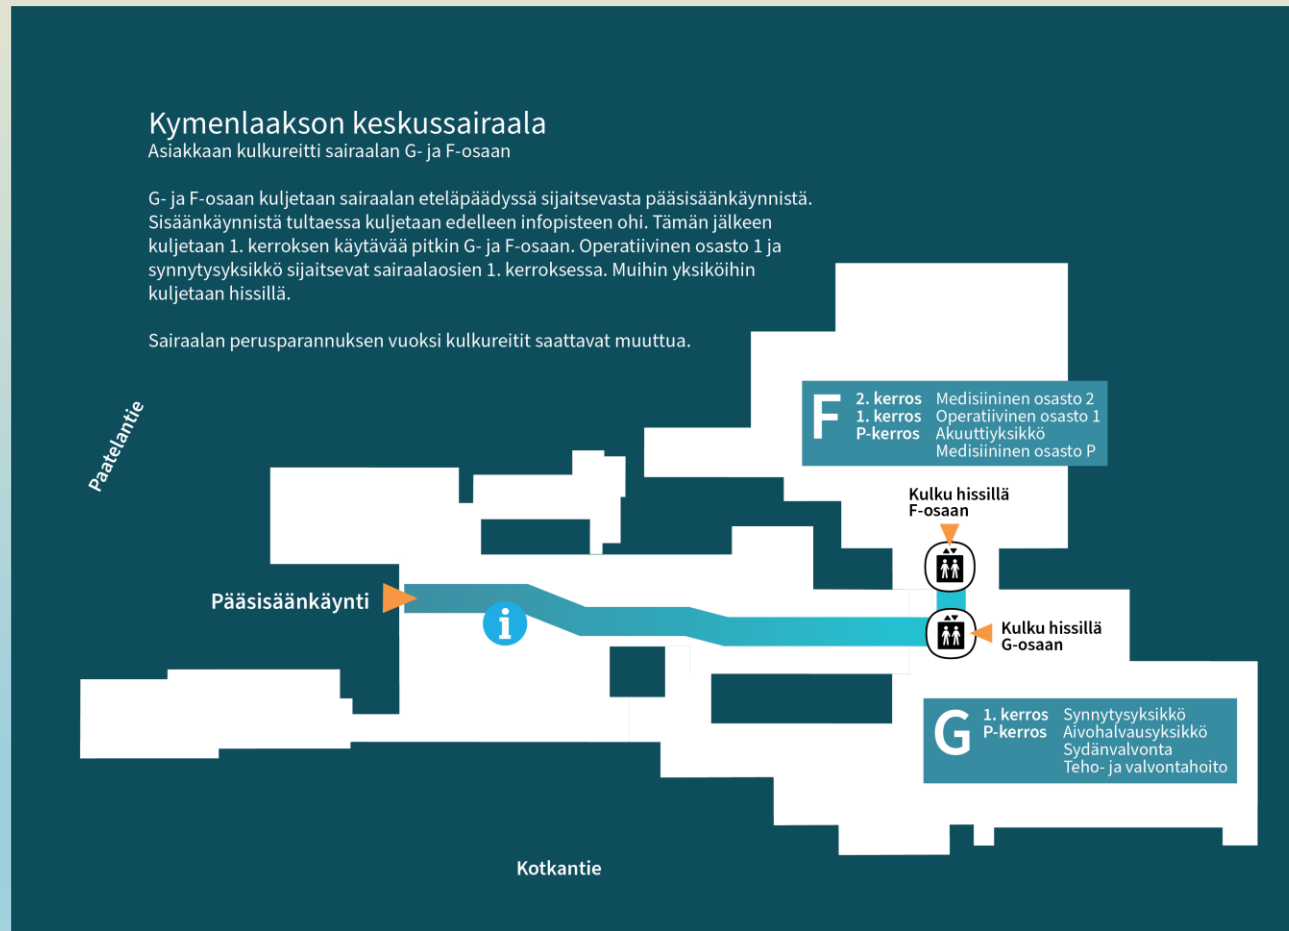 Kymenlaakson keskussairaala
Asiakkaan kulkureitti sairaalan G- ja F-osaan
G- ja F-osaan kuljetaan sairaalan eteläpäädyssä sijaitsevasta pääsisäänkäynnistä.
Sisäänkäynnistä tultaessa kuljetaan edelleen infopisteen ohi. Tämän jälkeen
kuljetaan 1. kerroksen käytävää pitkin G- ja F-osaan. Operatiivinen osasto 1 ja
synnytysyksikkö sijaitsevat sairaalaosien 1. kerroksessa. Muihin yksiköihin
kuljetaan hissillä.
Sairaalan perusparannuksen vuoksi kulkureitit saattavat muuttua.
Paatelantie
F
2. kerros Medisiininen osasto 2
1. kerros Operatiivinen osasto 1
P-kerros Akuuttiyksikkö
Medisiininen osasto P
Kulku hissillä
F-osaan
Pääsisäänkäynti
i
Kulku hissillä
G-osaan
G
1. kerros Synnytysyksikkö
P-kerros Aivohalvausyksikkö
Sydänvalvonta
Teho- ja valvontahoito
Kotkantie